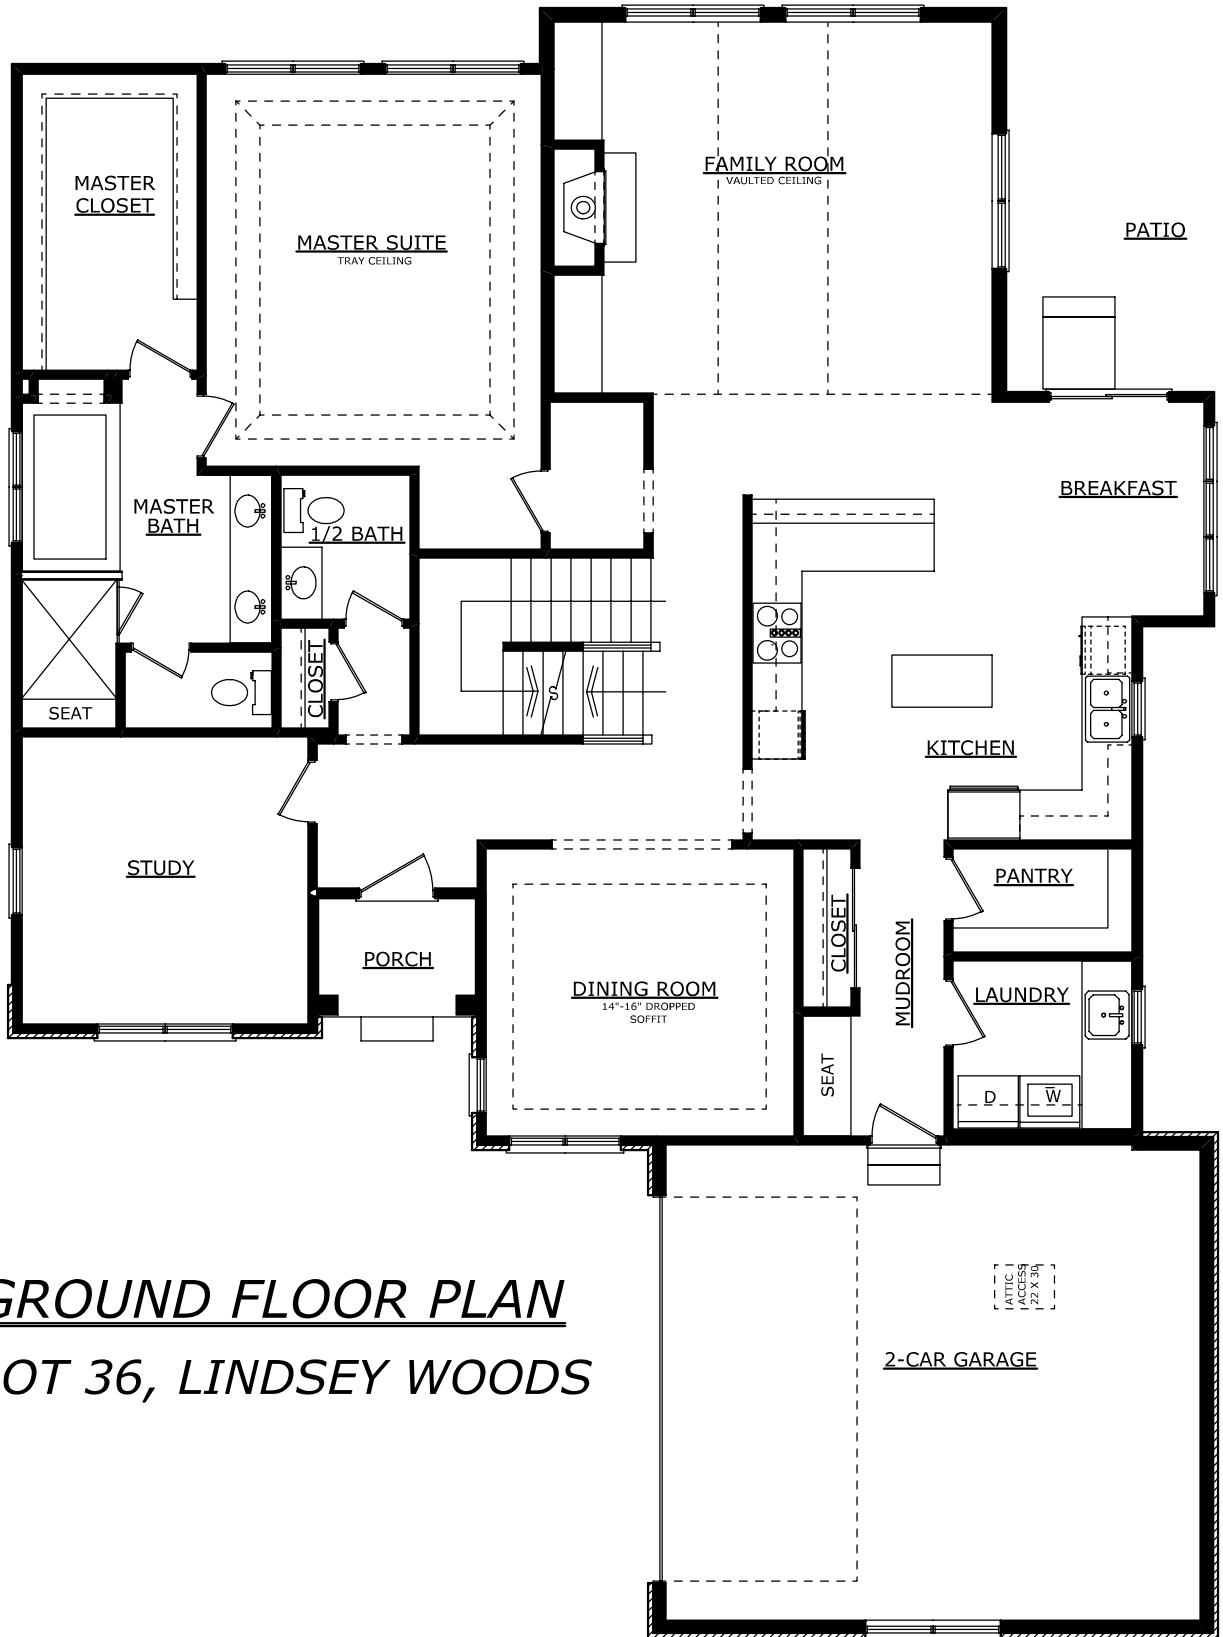 FAMILY ROOM
VAULTED CEILING
MASTER
CLOSET
MASTER SUITE
TRAY CEILING
PATIO
BREAKFAST
MASTER
BATH
1/2 BATH
CLOSET
SEAT
S
KITCHEN
STUDY
PANTRY
CLOSET
MUDROOM
PORCH
DINING ROOM
14"-16" DROPPED
SOFFIT
LAUNDRY
SEAT
D
W
ATTIC
ACCESS
22 X 30
GROUND FLOOR PLAN
OT 36, LINDSEY WOODS
2-CAR GARAGE